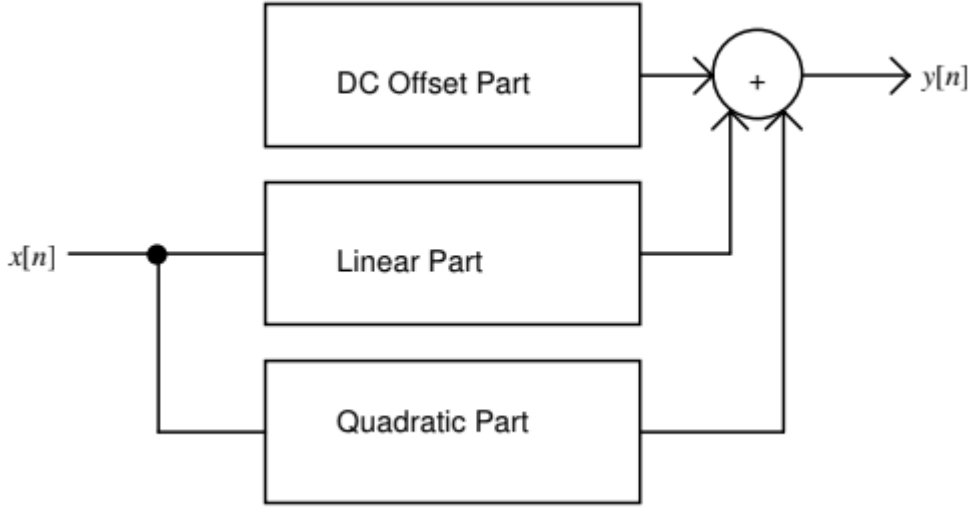 DC Offset Part
+
y[n]
x[n]
Linear Part
Quadratic Part